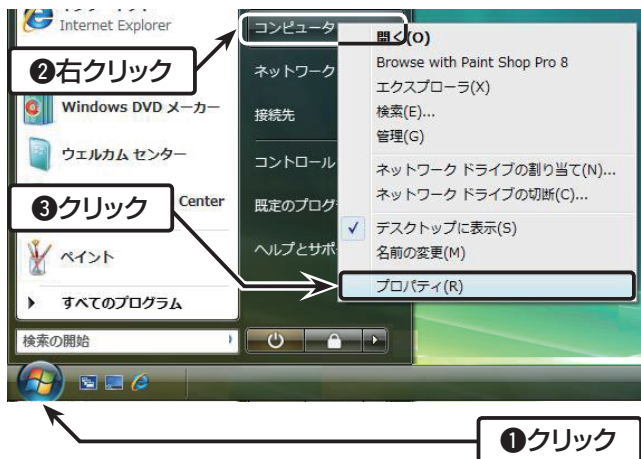 Internet Explorer
❷右クリック
Windows DVD メーカー
ウェルカム センター
❸クリック
Center
ペイント
すべてのプログラム
検索の開始
コンピュータ
ネットワーク
接続先
コントロール
既定のプログ
ヘルプとサポ
開く(O)
Browse with Paint Shop Pro 8
エクスプローラ(X)
検索(E)...
管理(G)
ネットワーク ドライブの割り当て(N)...
ネットワーク ドライブの切断(C)...
デスクトップに表示(S)
名前の変更(M)
プロパティ(R)
❶クリック